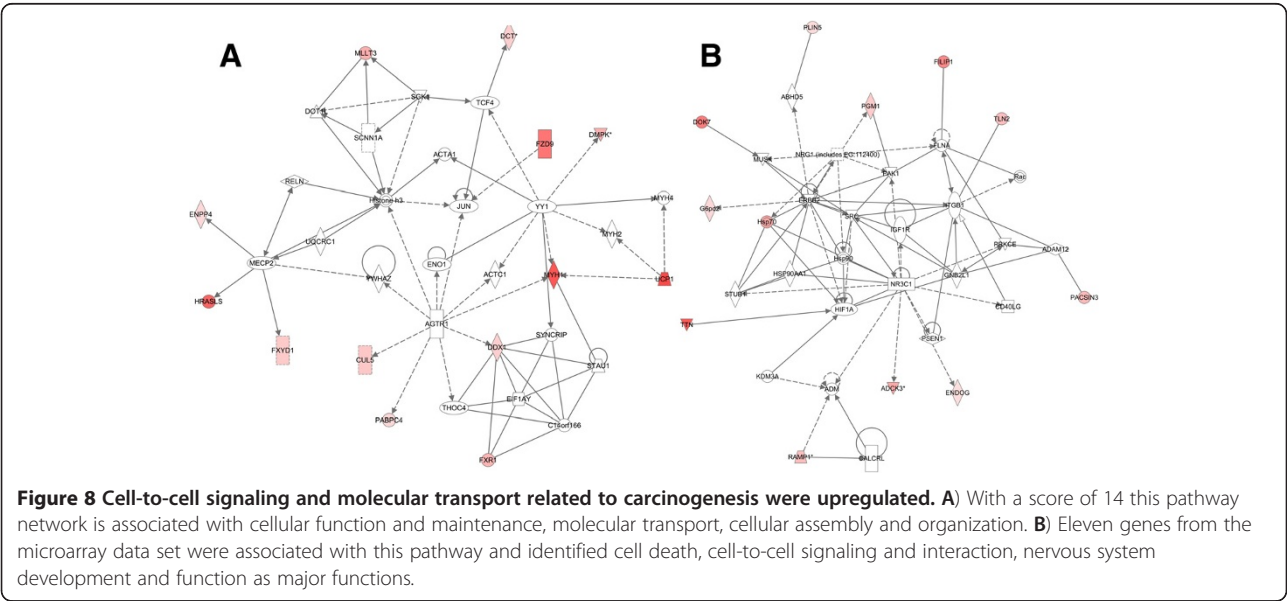 A
B
DCT*
MLLT3
SGK1
TCF4
SCNN1A
FZD9
DMPK*
ACTA1
RELN
Histone h3
JUN
YY1
MYH4
ENPP4
UQCRC1
MYH2
MECP2
YWHAZ
ENO1
ACTC1
MYH1
UCP1
HRASLS
AGTR1
SYNCRIP
FXYD1
CUL5
DDX1
STAU1
THOC4
EIF1AY
PABPC4
C14orf166
FXR1
PLIN5
FILIP1
ABHD5
PGM1
DOK7
TLN2
NRG1 (includes EG:112400)
FLNA
PAK1
Rac
ERBB2
Hsp70
SRC
IGF1R
ITGB1
PRKCE
ADAM12
Hsp90
HSP90AA1
GNB2L1
STUB1
NR3C1
CD40LG
PACSIN3
HIF1A
TTN
PSEN1
KDM3A
ADM
ADCK3*
ENDOG
RAMP1*
CALCRL
Figure 8 Cell-to-cell signaling and molecular transport related to carcinogenesis were upregulated. A) With a score of 14 this pathway
network is associated with cellular function and maintenance, molecular transport, cellular assembly and organization. B) Eleven genes from the
microarray data set were associated with this pathway and identified cell death, cell-to-cell signaling and interaction, nervous system
development and function as major functions.